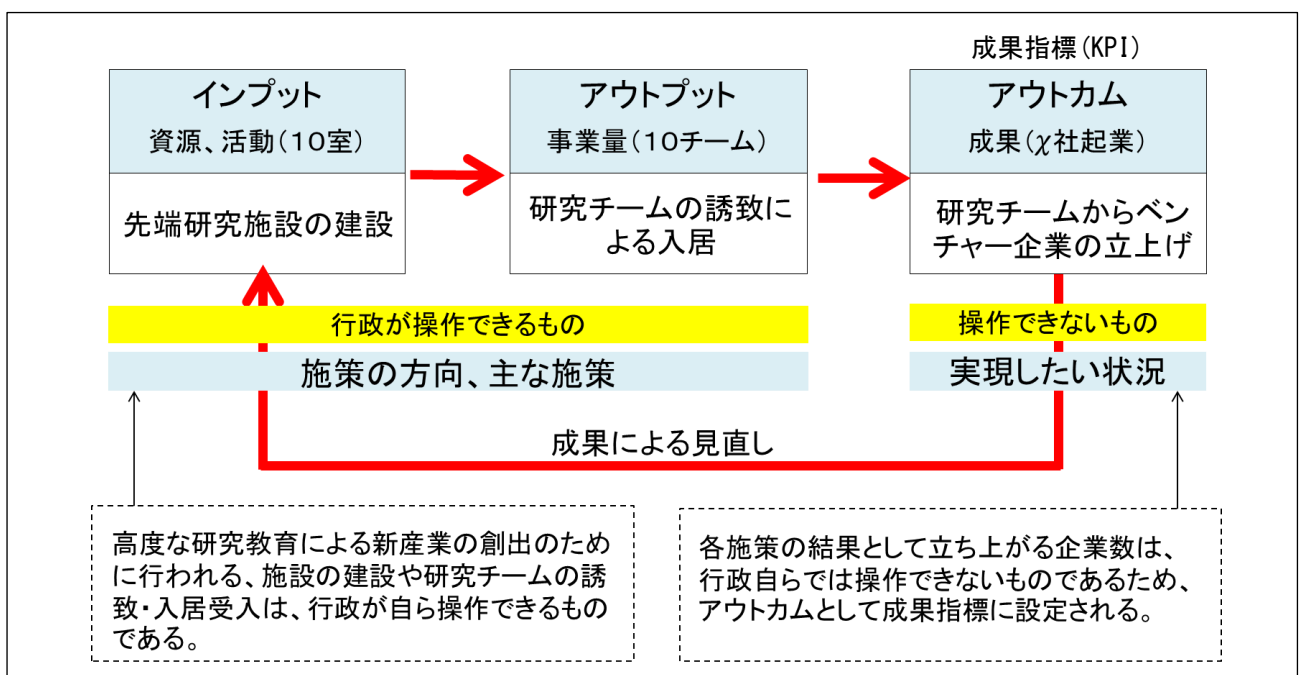 成果指標(KPI)
インプット
資源、活動(10室)
先端研究施設の建設
アウトプット
事業量(10チーム)
研究チームの誘致に
よる入居
アウトカム
成果(χ社起業)
研究チームからベン
チャー企業の立上げ
行政が操作できるもの
操作できないもの
施策の方向、主な施策
実現したい状況
成果による見直し
高度な研究教育による新産業の創出のため
に行われる、施設の建設や研究チームの誘
致・入居受入は、行政が自ら操作できるもの
である。
各施策の結果として立ち上がる企業数は、
行政自らでは操作できないものであるため、
アウトカムとして成果指標に設定される。